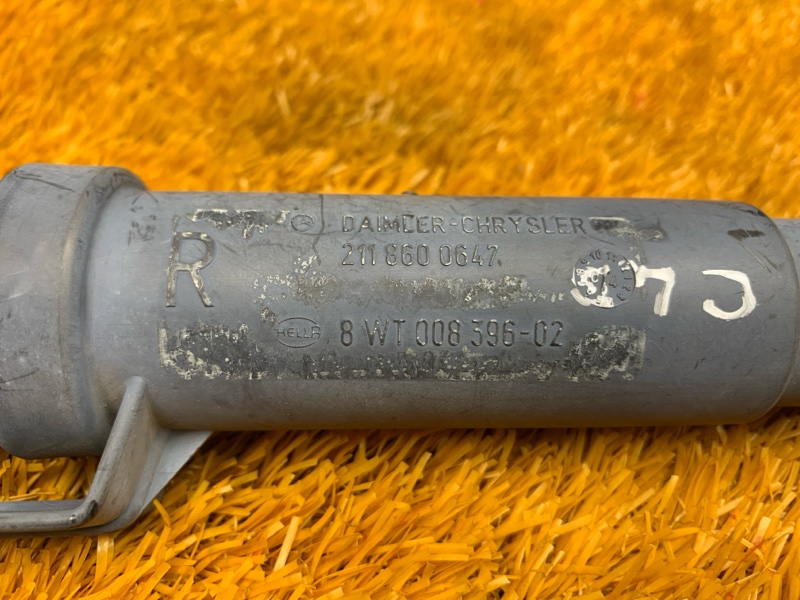 DAIMLER-CHRYSLER
211 860 0647
R
HELLA 8 WT 008 396-02